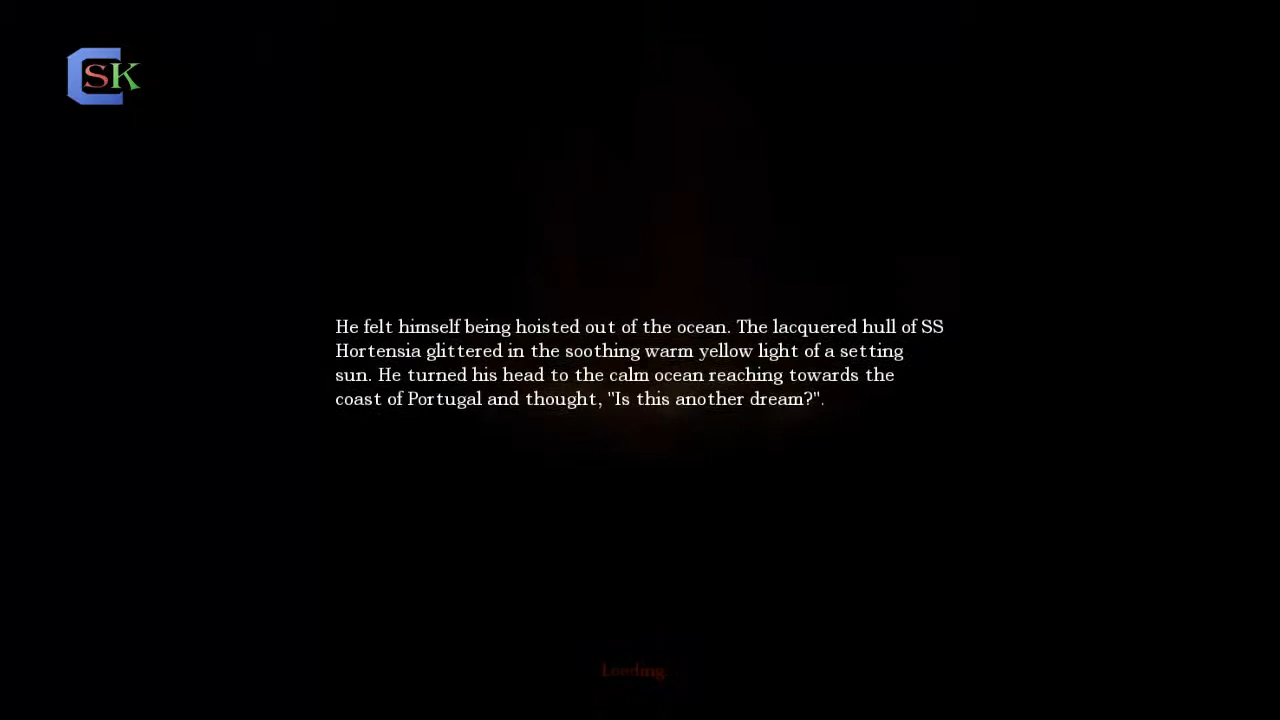 CSK
He felt himself being hoisted out of the ocean. The lacquered hull of SS
Hortensia glittered in the soothing warm yellow light of a setting
sun. He turned his head to the calm ocean reaching towards the
coast of Portugal and thought, "Is this another dream?".
Loading.